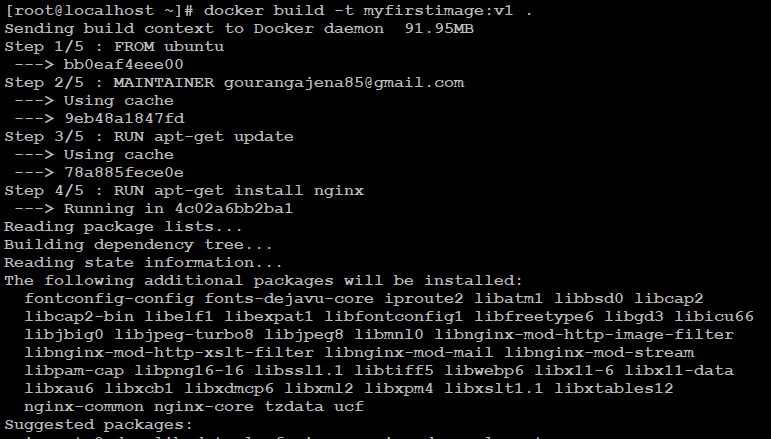 [root@localhost ~]# docker build -t myfirstimage:v1 .
Sending build context to Docker daemon  91.95MB
Step 1/5 : FROM ubuntu
 ---> bb0eaf4eee00
Step 2/5 : MAINTAINER gourangajena85@gmail.com
 ---> Using cache
 ---> 9eb48a1847fd
Step 3/5 : RUN apt-get update
 ---> Using cache
 ---> 78a885fece0e
Step 4/5 : RUN apt-get install nginx
 ---> Running in 4c02a6bb2ba1
Reading package lists...
Building dependency tree...
Reading state information...
The following additional packages will be installed:
  fontconfig-config fonts-dejavu-core iproute2 libatm1 libbsd0 libcap2
  libcap2-bin libelf1 libexpat1 libfontconfig1 libfreetype6 libgd3 libicu66
  libjbig0 libjpeg-turbo8 libjpeg8 libmnl0 libnginx-mod-http-image-filter
  libnginx-mod-http-xslt-filter libnginx-mod-mail libnginx-mod-stream
  libpam-cap libpng16-16 libssl1.1 libtiff5 libwebp6 libx11-6 libx11-data
  libxau6 libxcb1 libxdmcp6 libxml2 libxpm4 libxslt1.1 libxtables12
  nginx-common nginx-core tzdata ucf
Suggested packages: